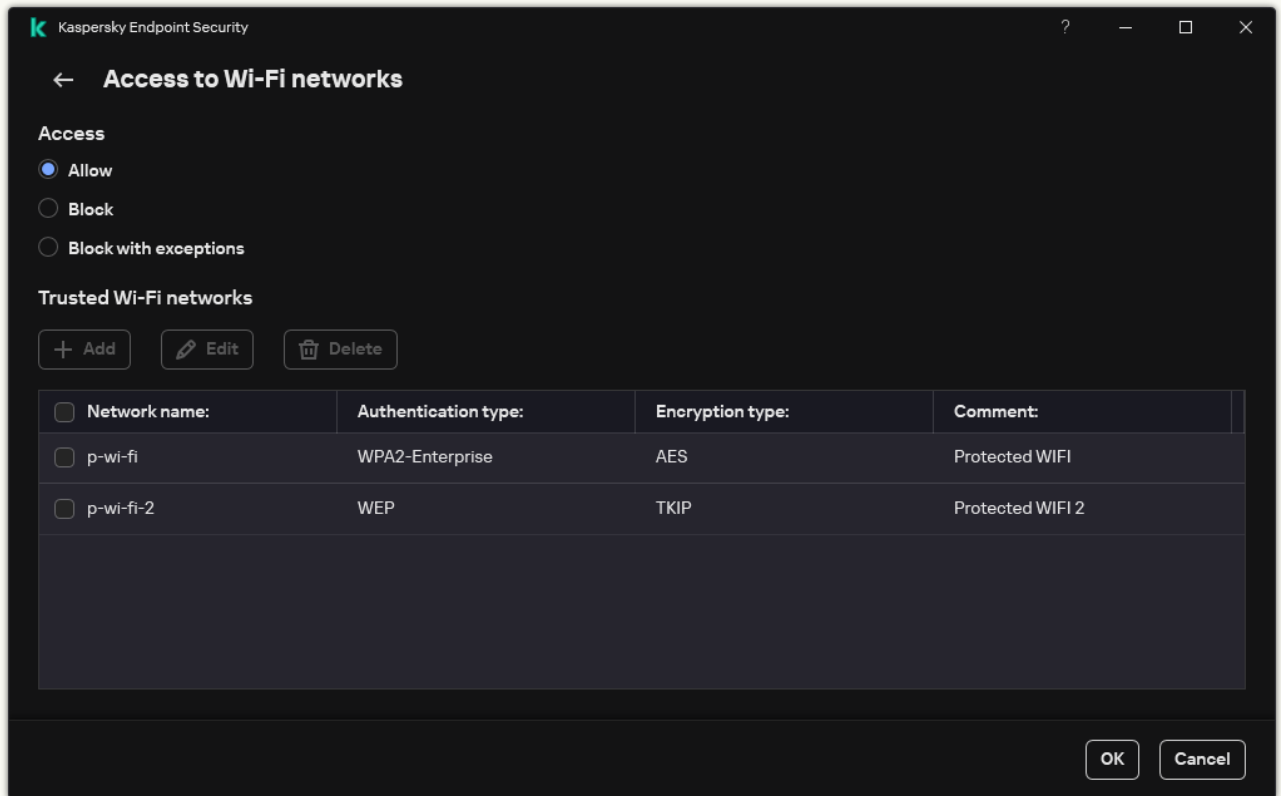 Kaspersky Endpoint Security ?
Access to Wi-Fi networks
Access
Allow
Block
Block with exceptions
Trusted Wi-Fi networks
Add Edit Delete
Network name: Authentication type: Encryption type: Comment:
p-wi-fi WPA2-Enterprise AES Protected WIFI
p-wi-fi-2 WEP TKIP Protected WIFI 2
OK Cancel